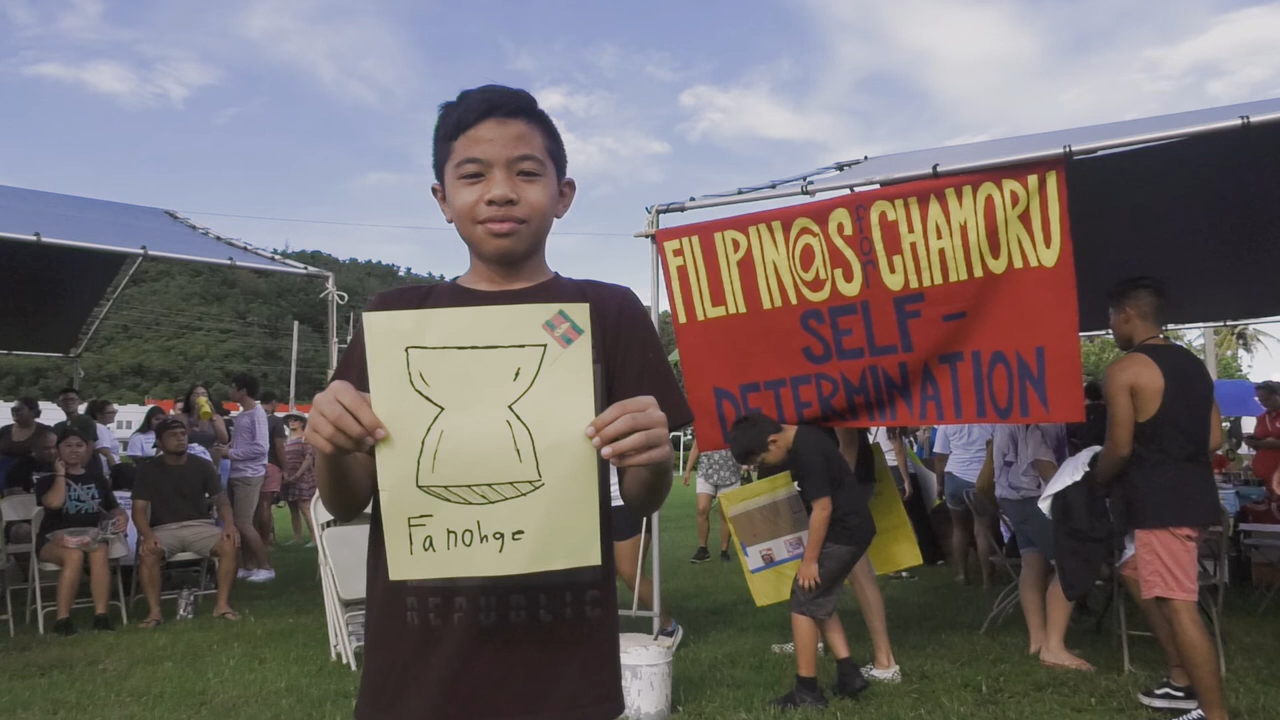 FILIPIN@S for CHAMORU
SELF-
DETERMINATION
Fanohge
REPUBLIC